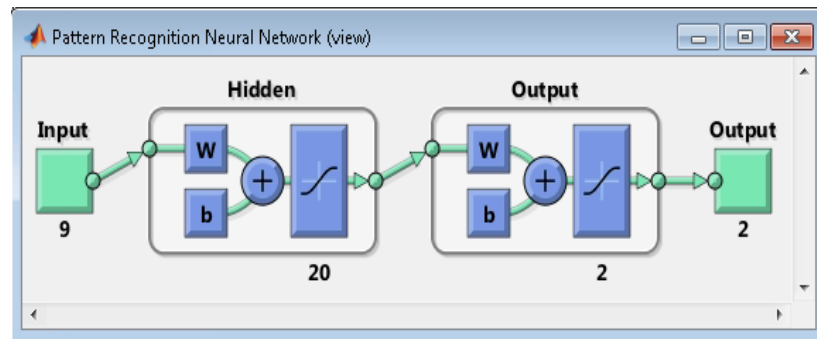 Pattern Recognition Neural Network (view)
Hidden
Output
Input
Output
W
b
+
W
b
+
9
20
2
2